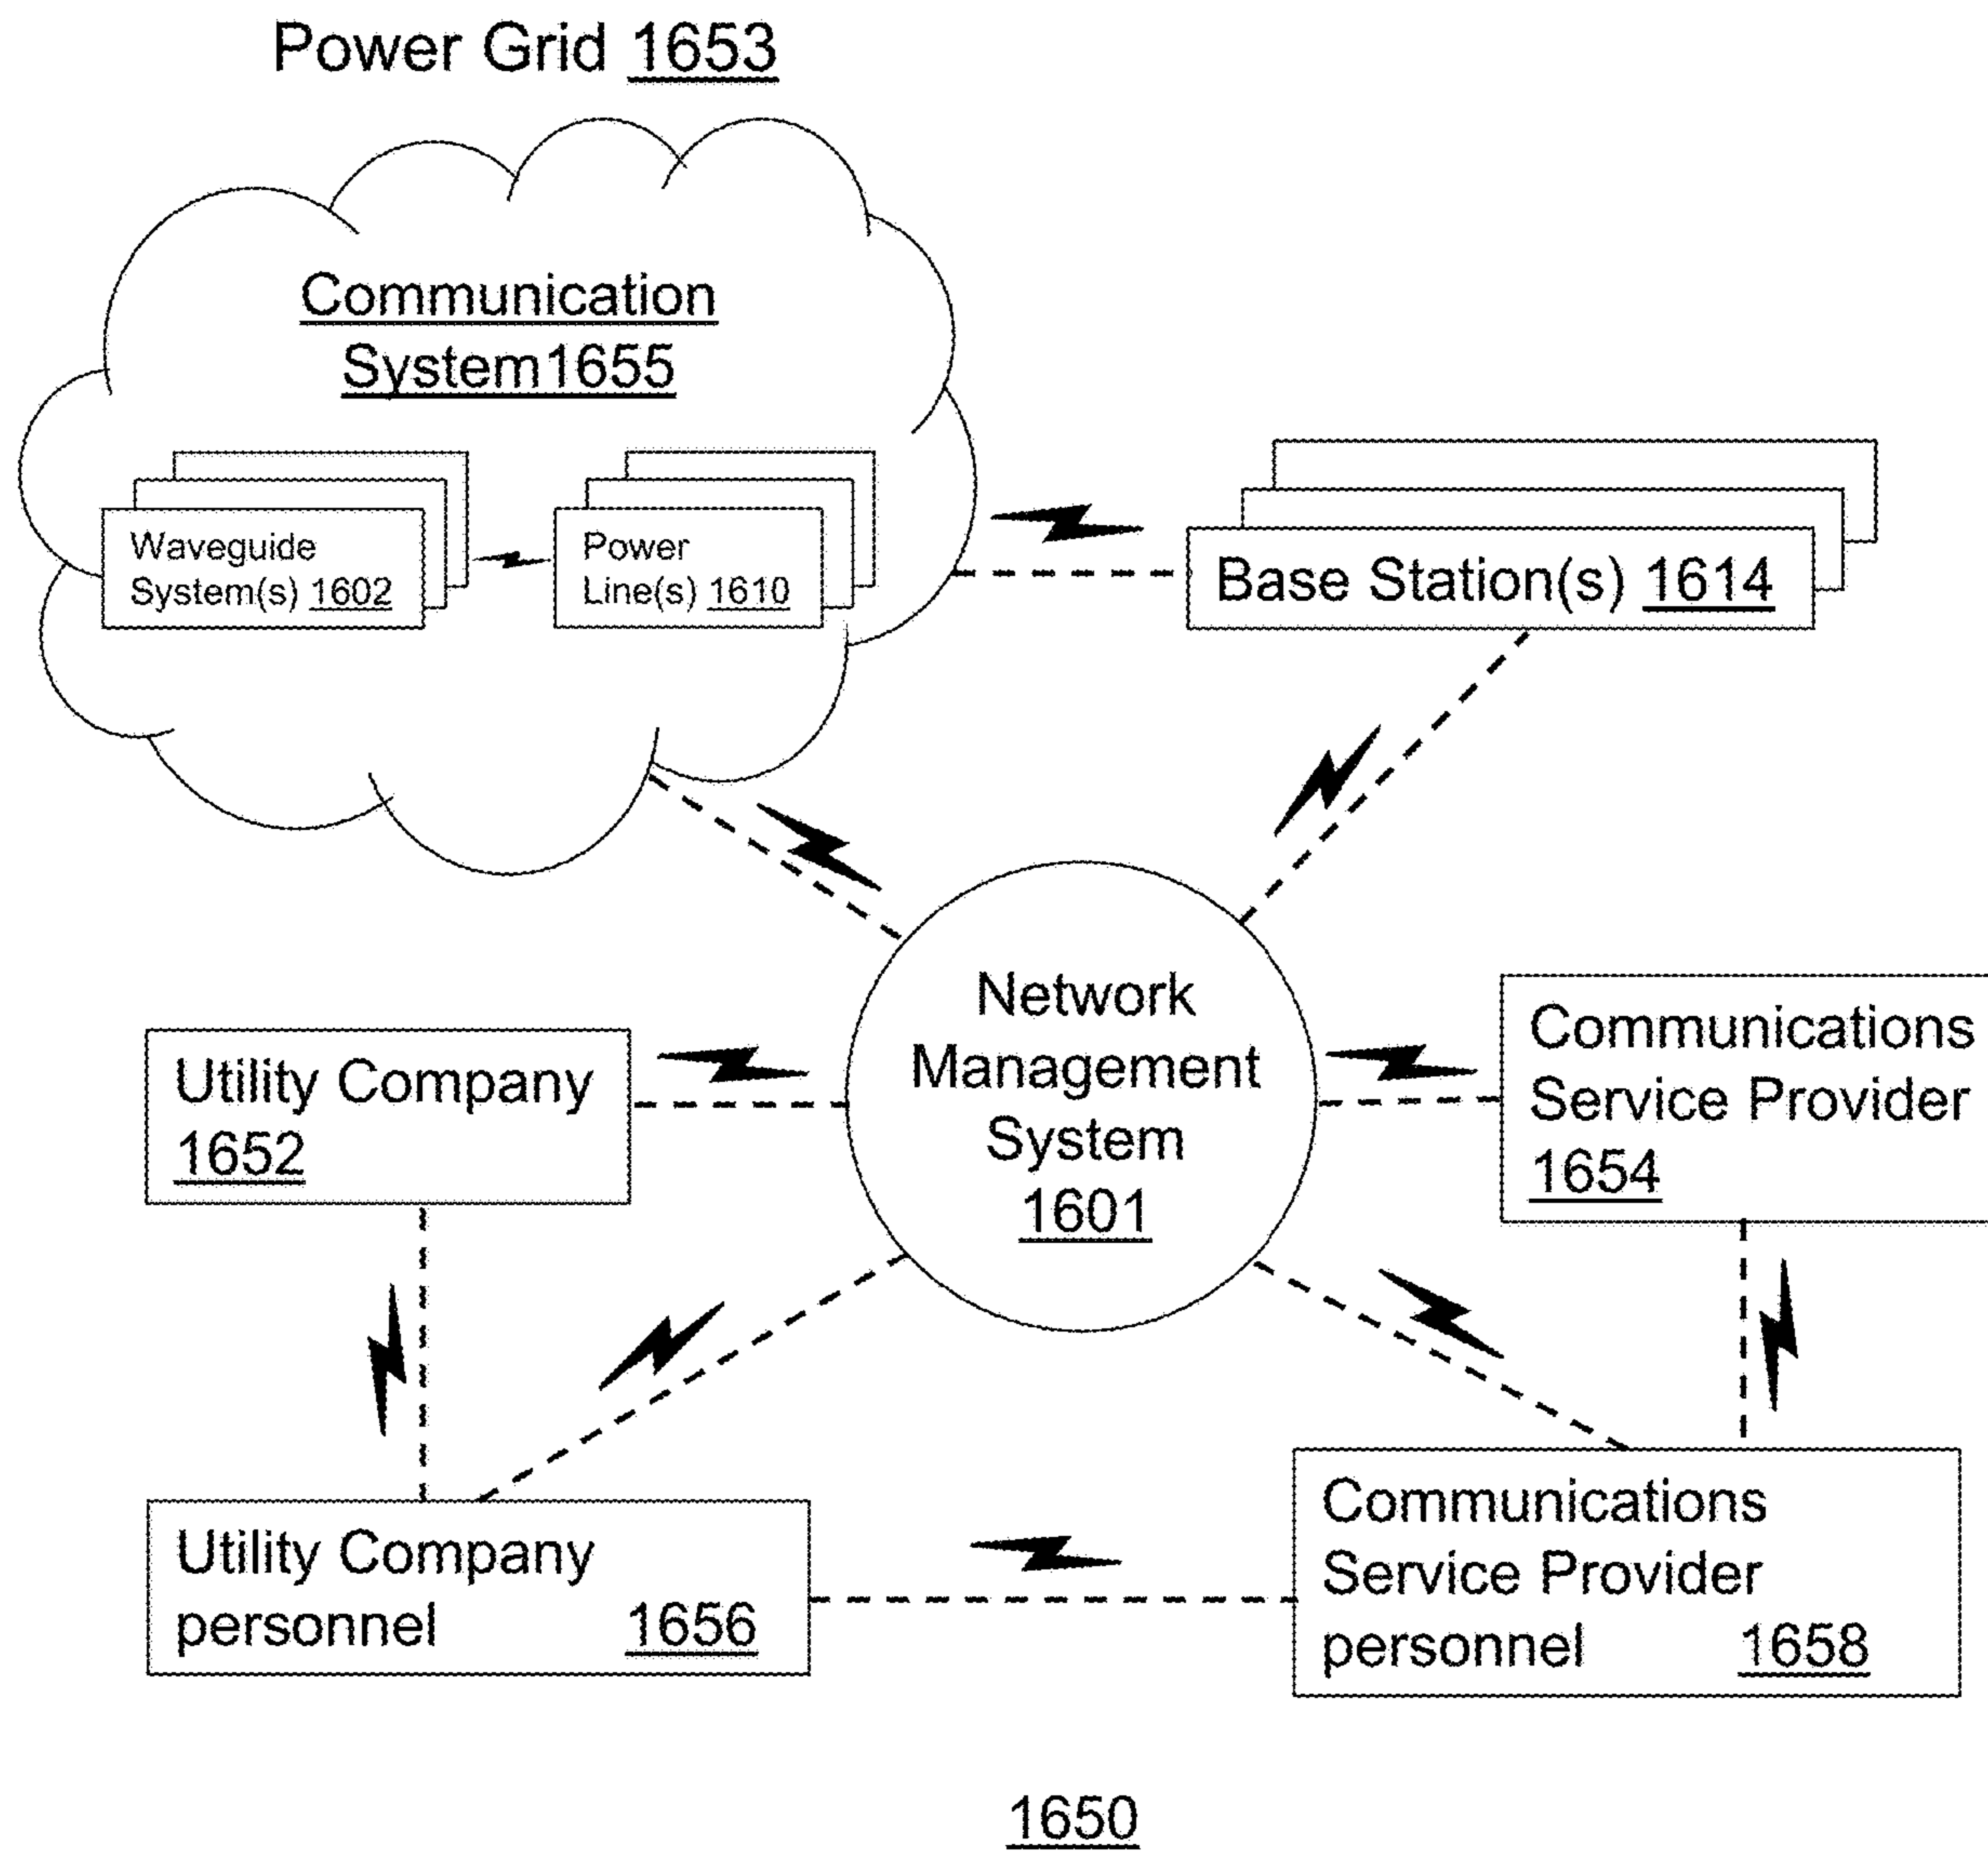 Power Grid 1653
Communication
System1655
Waveguide
System(s) 1602
Power
Line(s) 1610
Base Station(s) 1614
Network
Management
System
1601
Utility Company
1652
Communications
Service Provider
1654
Utility Company
personnel 1656
Communications
Service Provider
personnel 1658
1650